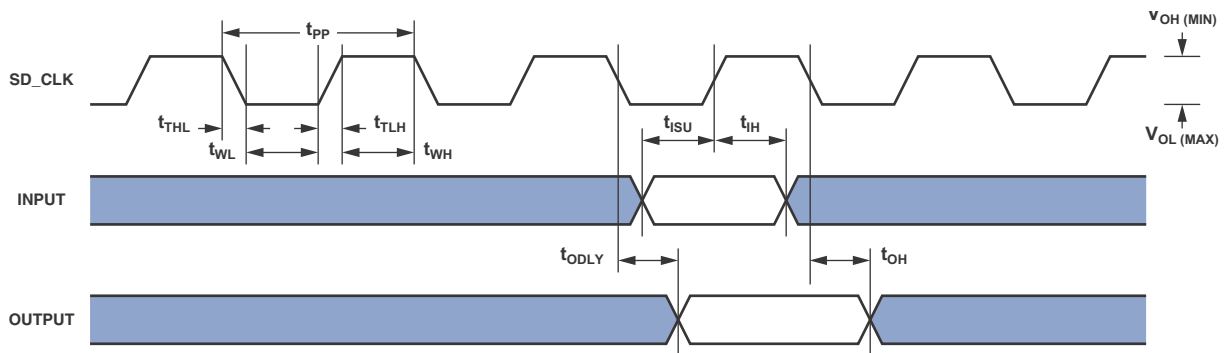 tPP
VOH (MIN)
SD_CLK
tTHL
tTLH
tISU
tIH
VOL (MAX)
tWL
tWH
INPUT
tODLY
tOH
OUTPUT